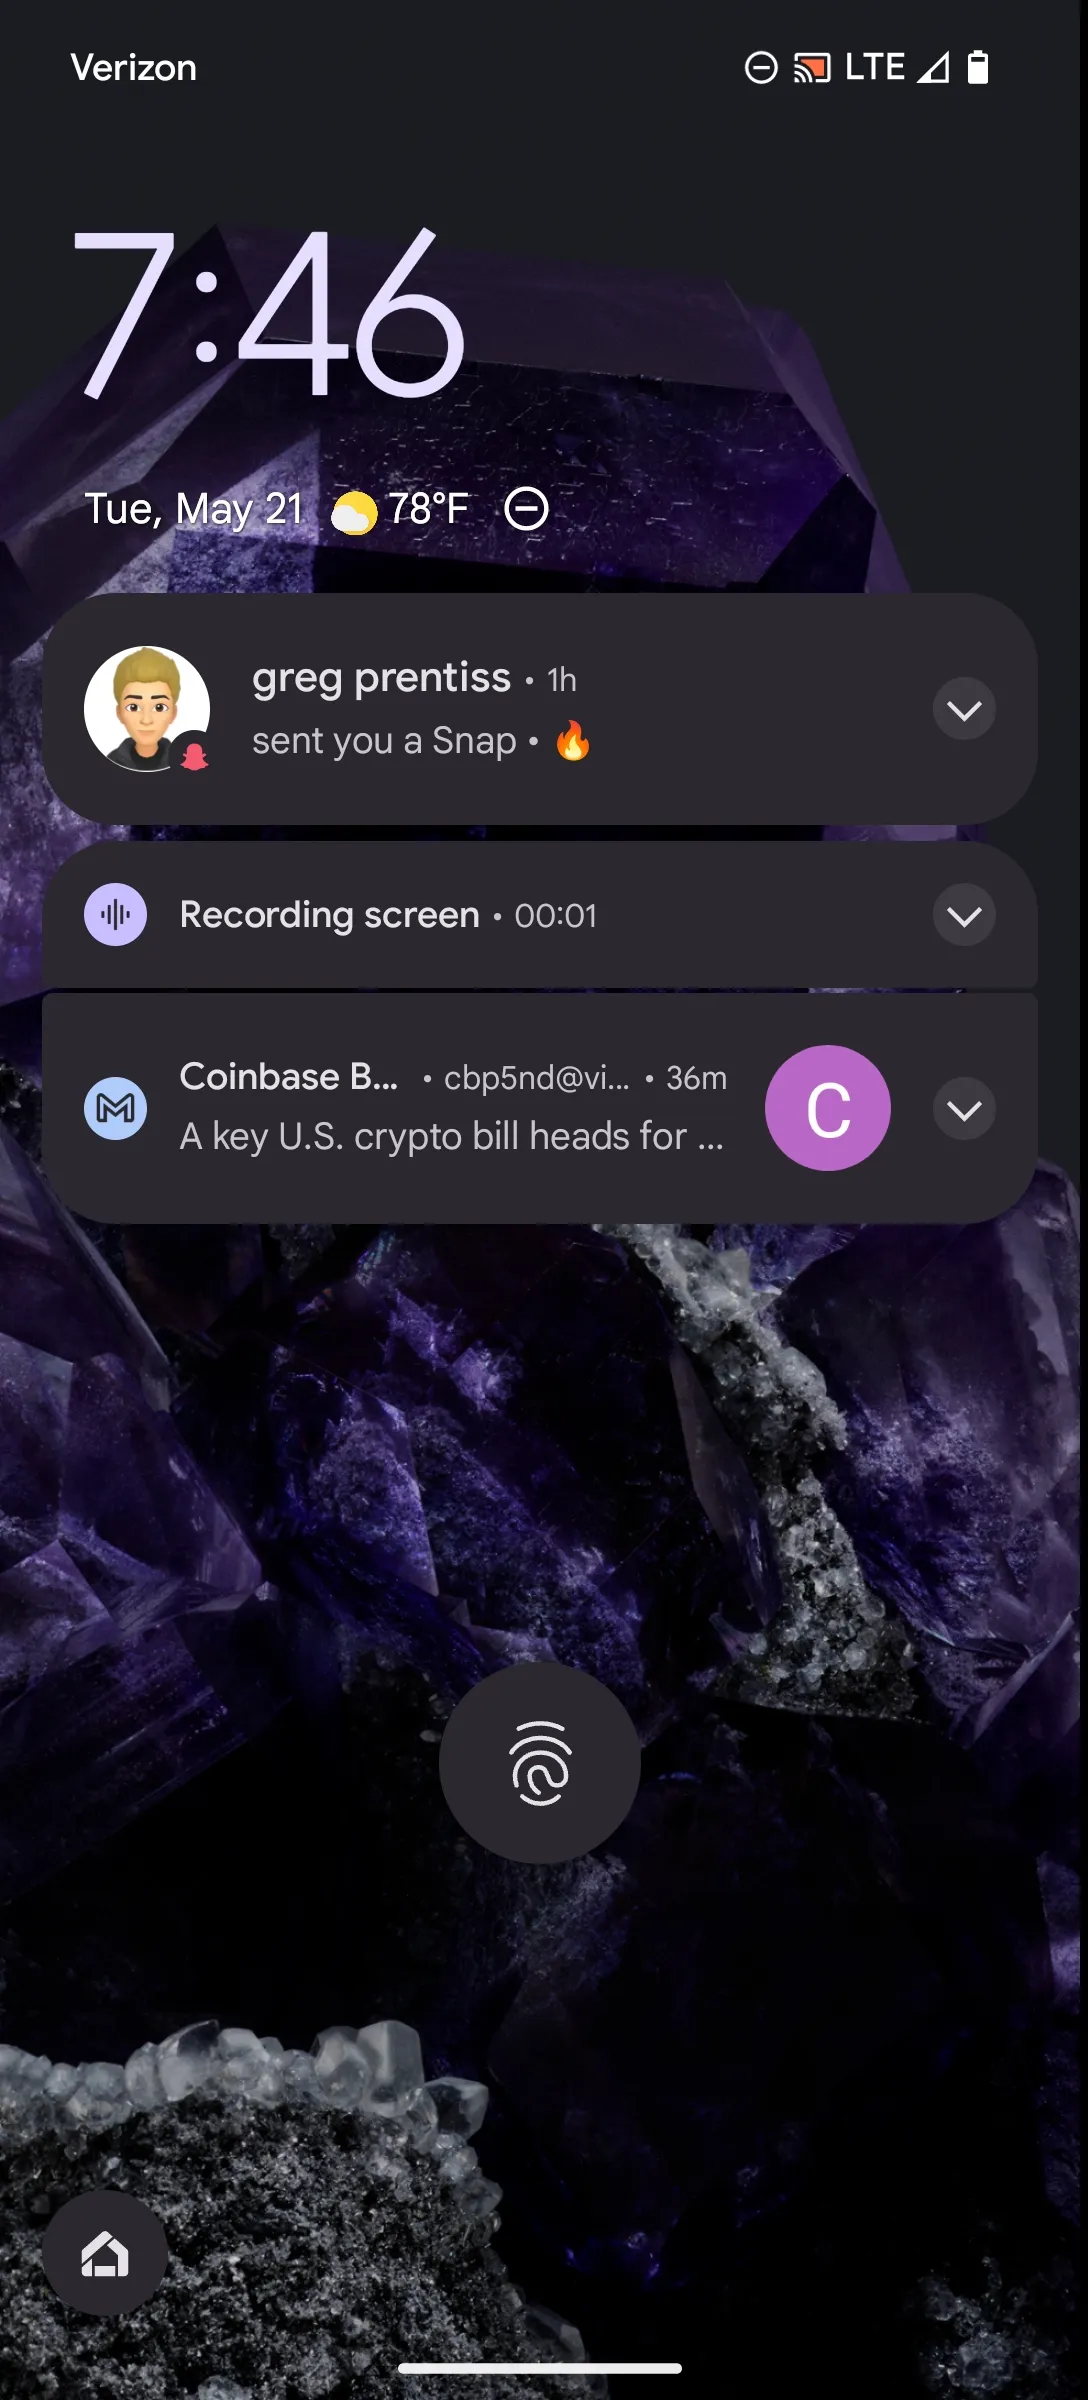 Verizon LTE
7:46
Tue, May 21 78°F
greg prentiss • 1h
sent you a Snap • 🔥
Recording screen • 00:01
Coinbase B... • cbp5nd@vi... • 36m
A key U.S. crypto bill heads for ...
C